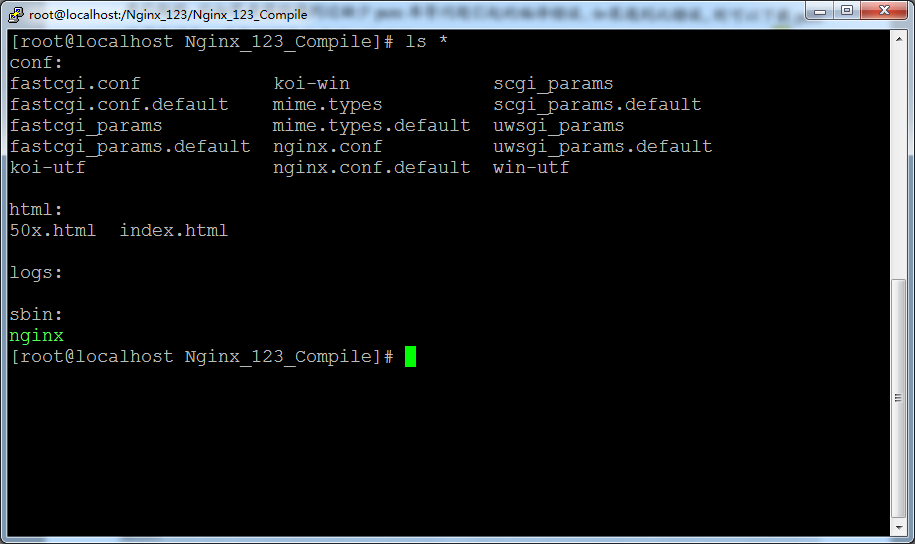 root@localhost:/Nginx_123/Nginx_123_Compile
[root@localhost Nginx_123_Compile]# ls *
conf:
fastcgi.conf koi-win scgi_params
fastcgi.conf.default mime.types scgi_params.default
fastcgi_params mime.types.default uwsgi_params
fastcgi_params.default nginx.conf uwsgi_params.default
koi-utf nginx.conf.default win-utf
html:
50x.html index.html
logs:
sbin:
nginx
[root@localhost Nginx_123_Compile]#